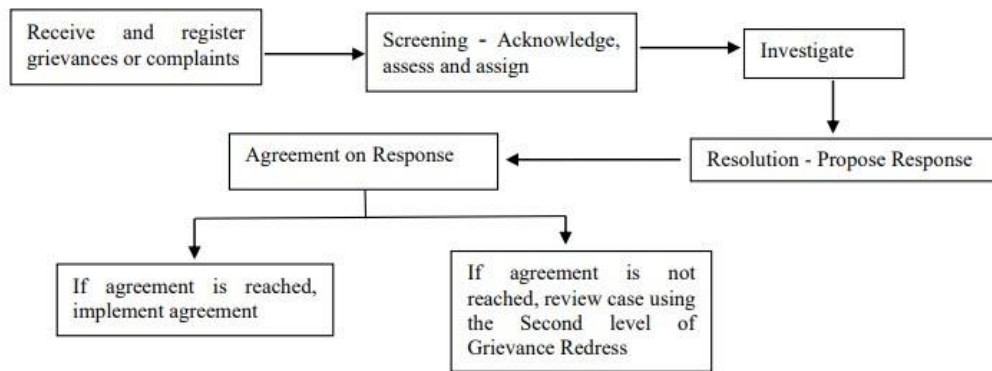 Receive and register
grievances or complaints
Screening - Acknowledge,
assess and assign
Investigate
Resolution - Propose Response
Agreement on Response
If agreement is reached,
implement agreement
If agreement is not
reached, review case using
the Second level of
Grievance Redress